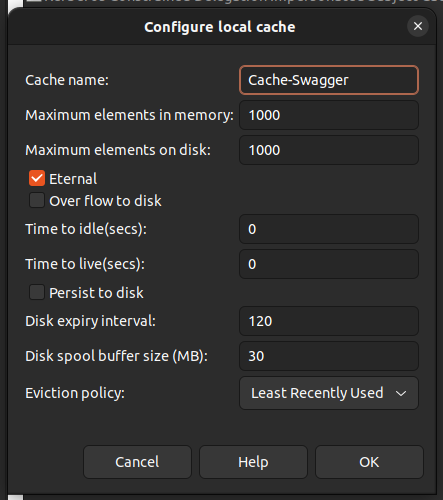 Configure local cache
Cache name: Cache-Swagger
Maximum elements in memory: 1000
Maximum elements on disk: 1000
Eternal
Over flow to disk
Time to idle(secs): 0
Time to live(secs): 0
Persist to disk
Disk expiry interval: 120
Disk spool buffer size (MB): 30
Eviction policy: Least Recently Used
Cancel Help OK